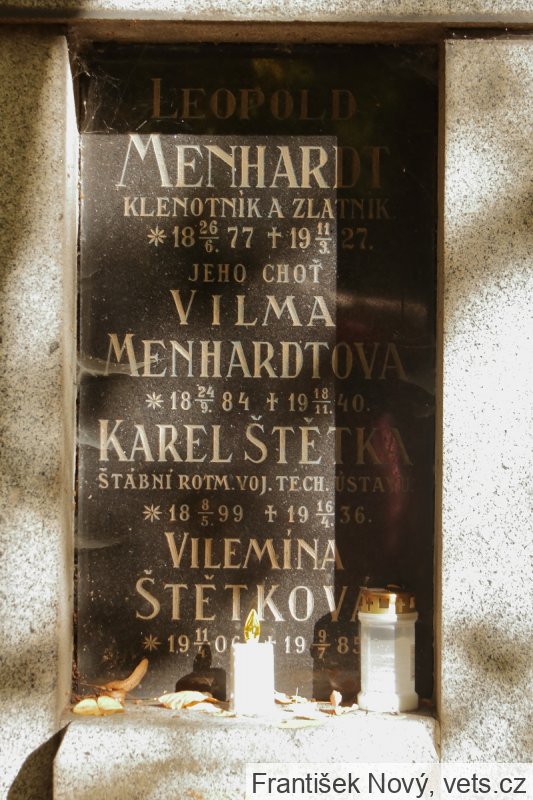 LEOPOLD
MENHARDT
KLENOTNÍK A ZLATNÍK
* 18 26/6. 77 † 19 11/3. 27.
JEHO CHOŤ
VILMA
MENHARDTOVÁ
* 18 24/9. 84 † 19 18/11. 40.
KAREL ŠTĚTKA
ŠTÁBNÍ ROTM. VOJ. TECH. ÚSTAVU.
* 18 8/5. 99 † 19 16/4. 36.
VILEMÍNA
ŠTĚTKOVÁ
František Nový, vets.cz